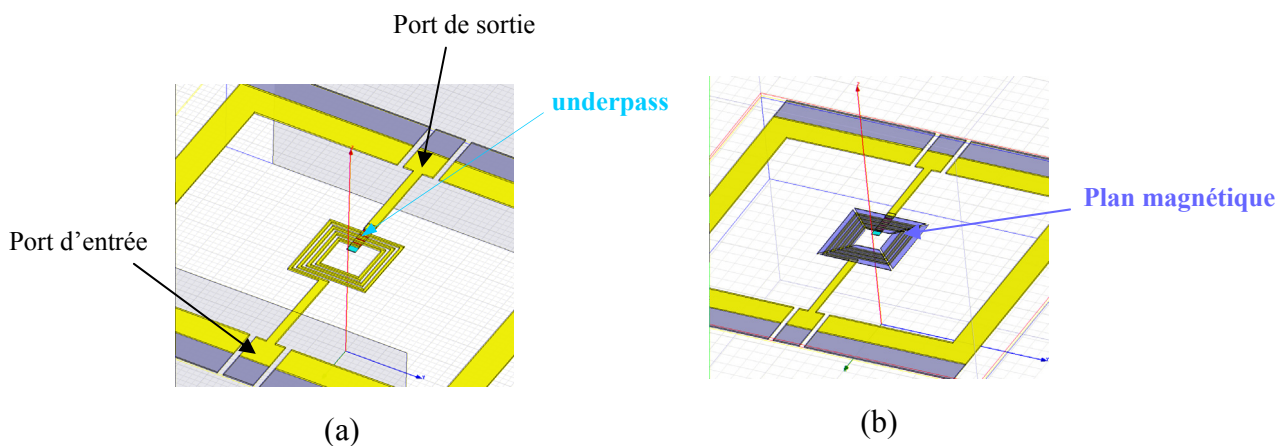 Port de sortie
underpass
Port d’entrée
Plan magnétique
(a)
(b)